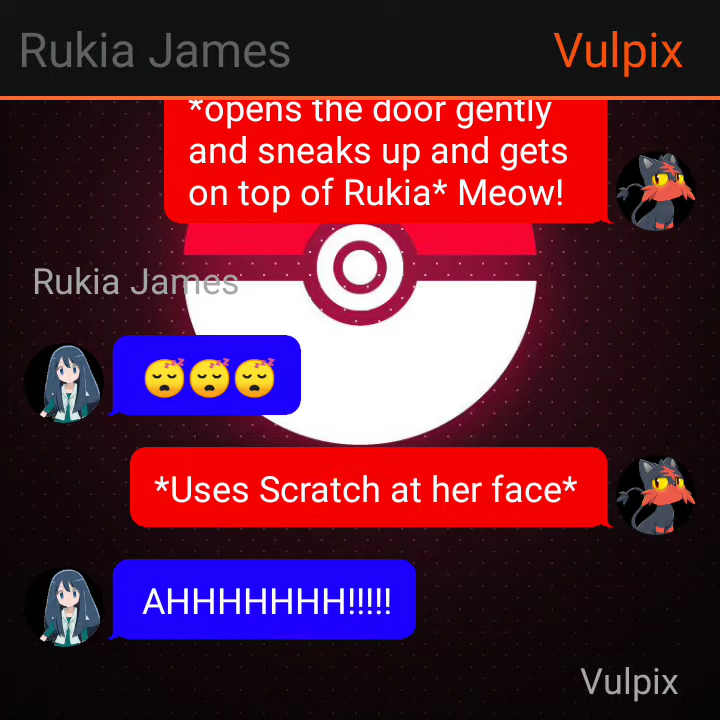 Rukia James
Vulpix
*opens the door gently
and sneaks up and gets
on top of Rukia* Meow!
Rukia James
😴😴😴
*Uses Scratch at her face*
AHHHHHHH!!!!!
Vulpix